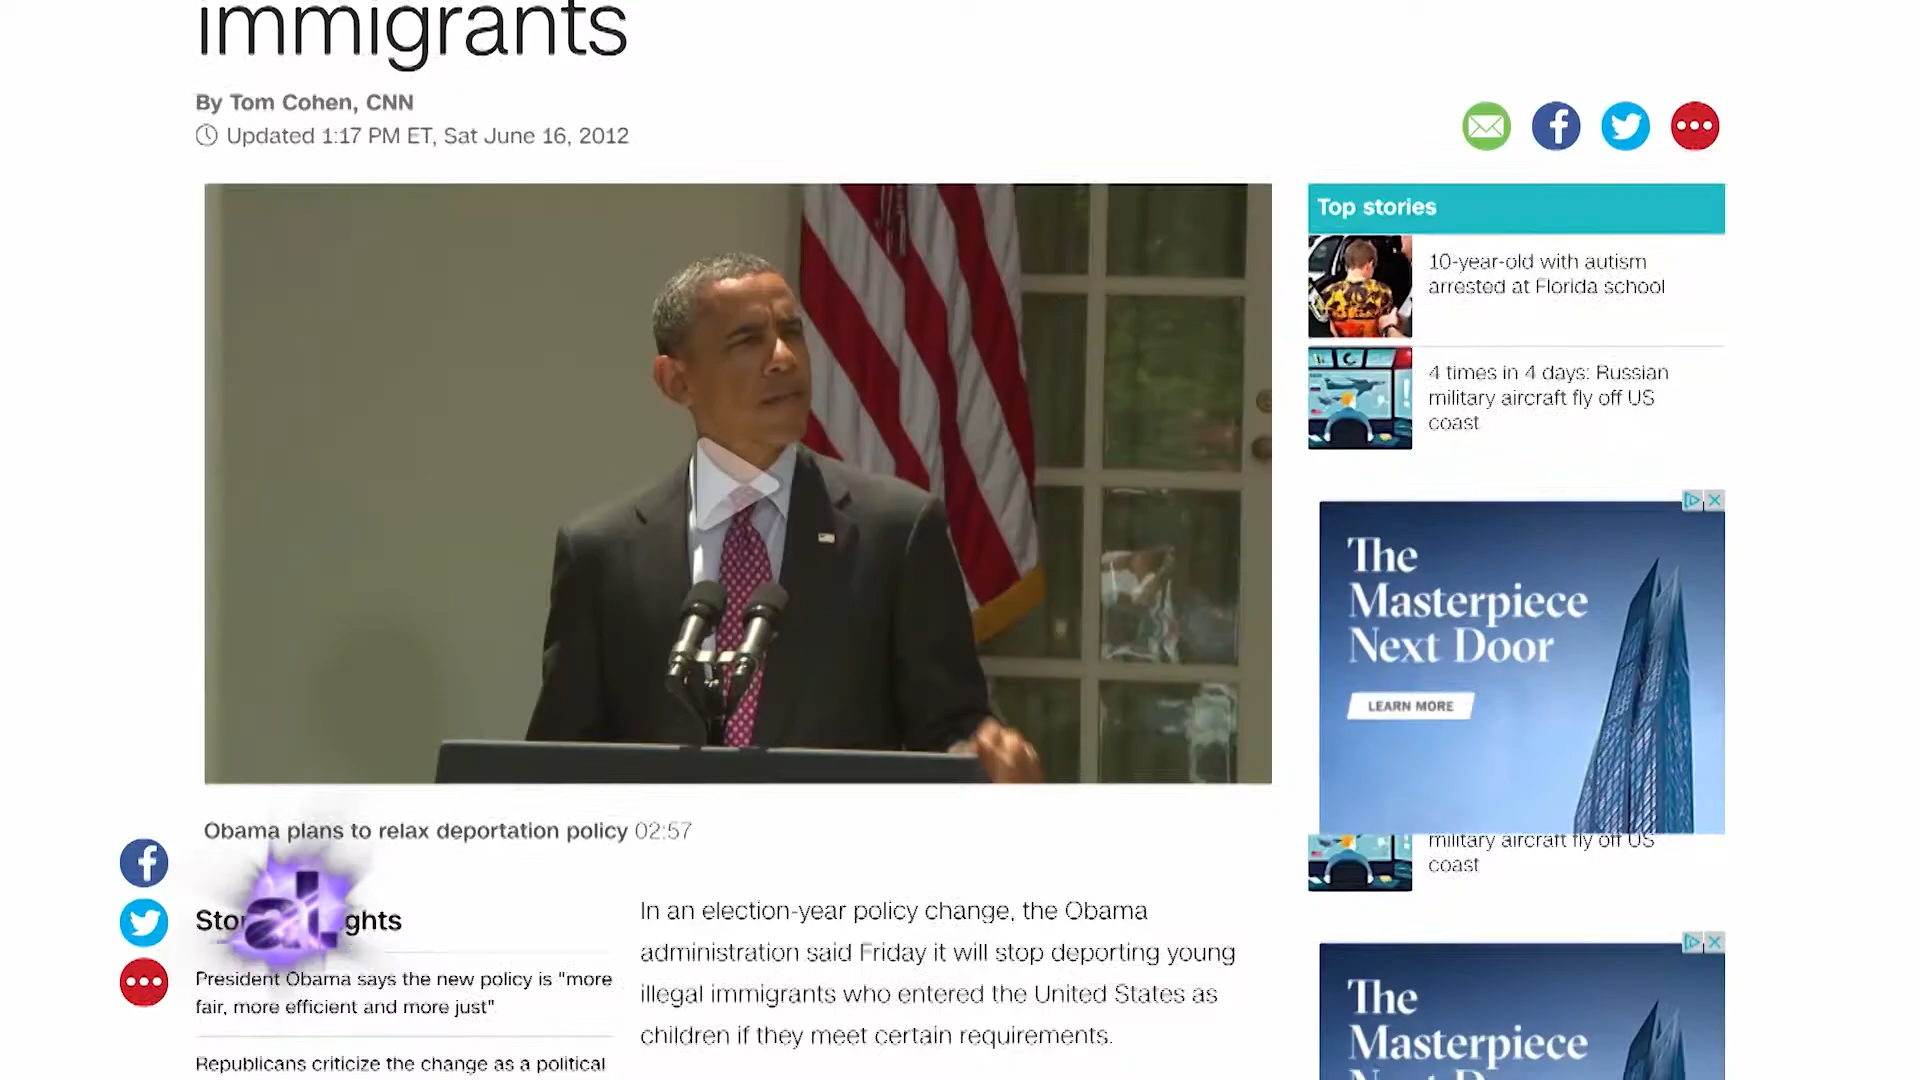 immigrants
By Tom Cohen, CNN
Updated 1:17 PM ET, Sat June 16, 2012
Top stories
10-year-old with autism
arrested at Florida school
4 times in 4 days: Russian
military aircraft fly off US
coast
The
Masterpiece
Next Door
LEARN MORE
military aircraft fly off US
coast
The
Masterpiece
Next Door
Obama plans to relax deportation policy 02:57
al.
President Obama says the new policy is "more
fair, more efficient and more just".
Republicans criticize the change as a political
In an election-year policy change, the Obama
administration said Friday it will stop deporting young
illegal immigrants who entered the United States as
children if they meet certain requirements.